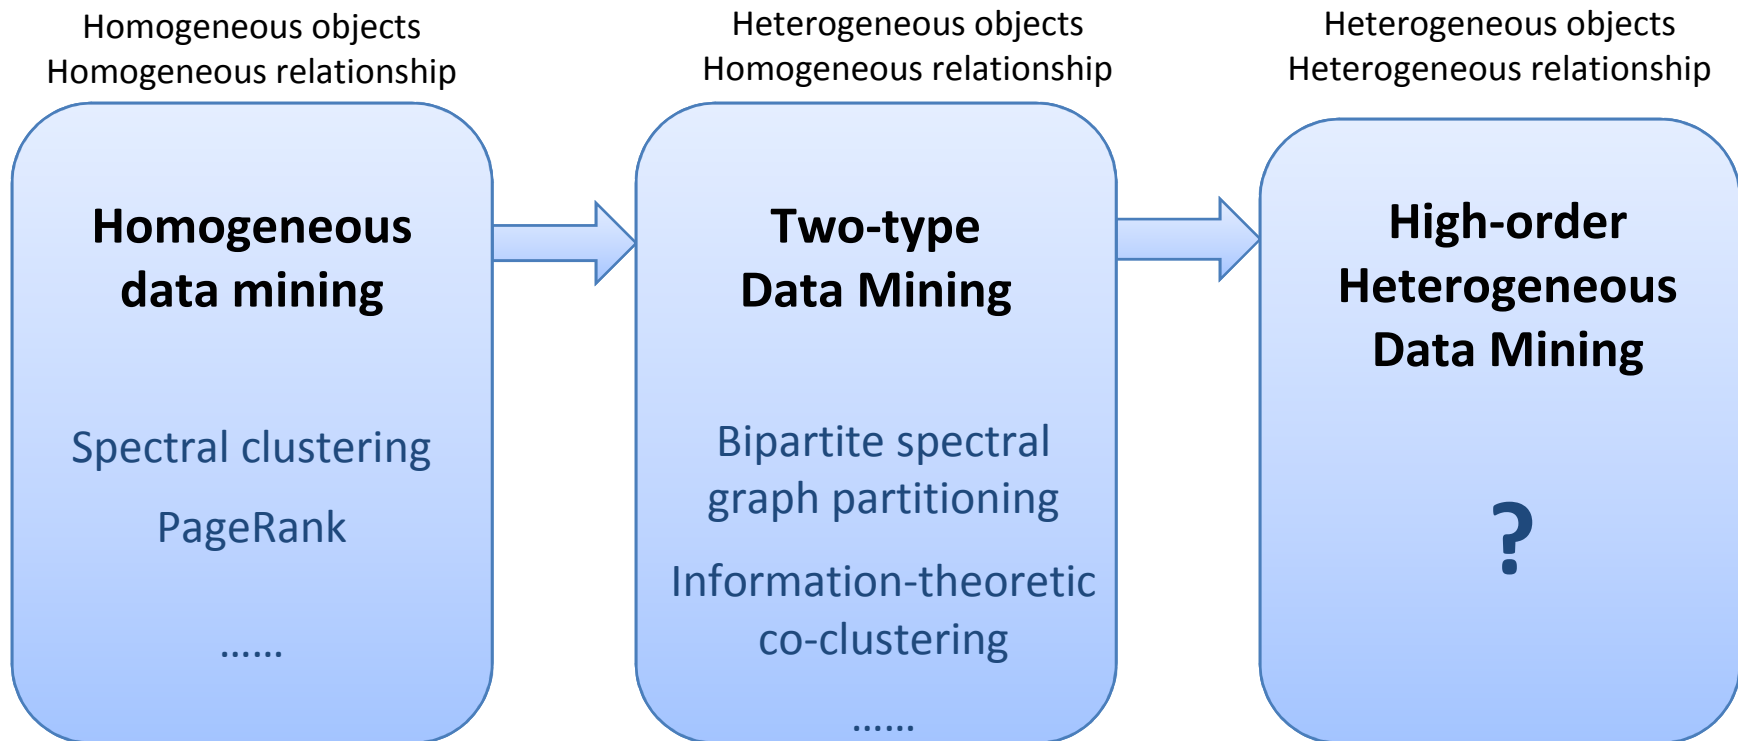 Homogeneous objects
Homogeneous relationship
Homogeneous
data mining
Spectral clustering
PageRank
……
Heterogeneous objects
Homogeneous relationship
Two-type
Data Mining
Bipartite spectral
graph partitioning
Information-theoretic
co-clustering
……
Heterogeneous objects
Heterogeneous relationship
High-order
Heterogeneous
Data Mining
?